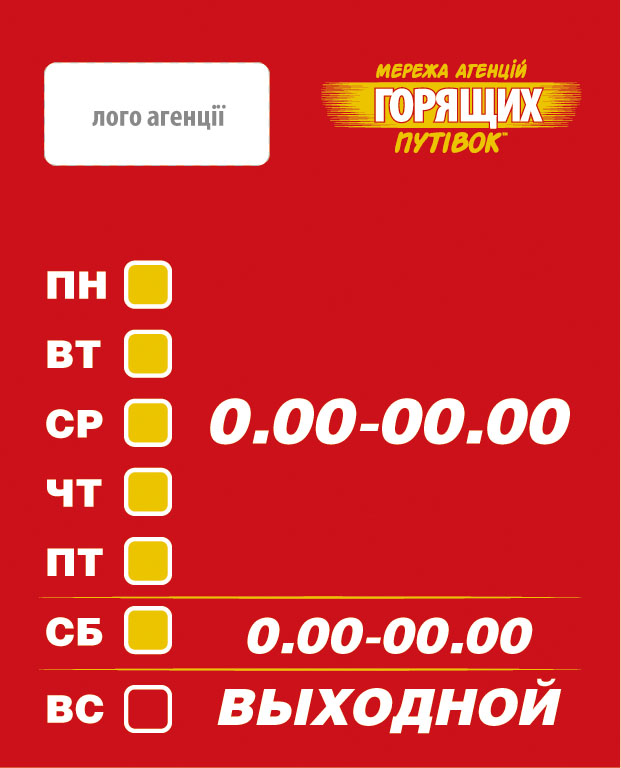 лого агенції
МЕРЕЖА АГЕНЦІЙ
ГОРЯЩИХ
ПУТІВОК™
ПН
ВТ
СР 0.00-00.00
ЧТ
ПТ
СБ 0.00-00.00
ВС ВЫХОДНОЙ